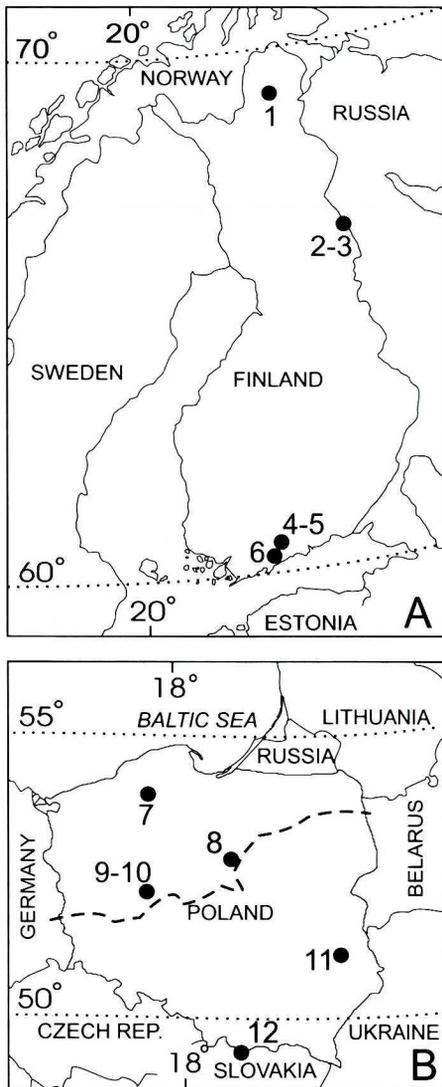 20°
70°
NORWAY
RUSSIA
1
2-3
SWEDEN
FINLAND
4-5
6
60°
20°
ESTONIA
A
18°
55°
BALTIC SEA
LITHUANIA
RUSSIA
7
BELARUS
8
GERMANY
9-10
POLAND
11
50°
CZECH REP.
12
UKRAINE
18°
SLOVAKIA
B